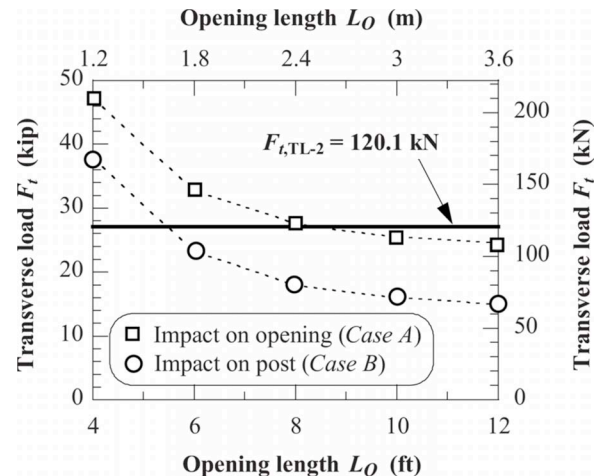 Opening length L_O (m)
1.2 1.8 2.4 3 3.6
50
40
30
20
10
0
Transverse load F_t (kip)
200
150
100
50
0
Transverse load F_t (kN)
F_t,TL-2 = 120.1 kN
Impact on opening (Case A)
Impact on post (Case B)
4 6 8 10 12
Opening length L_O (ft)